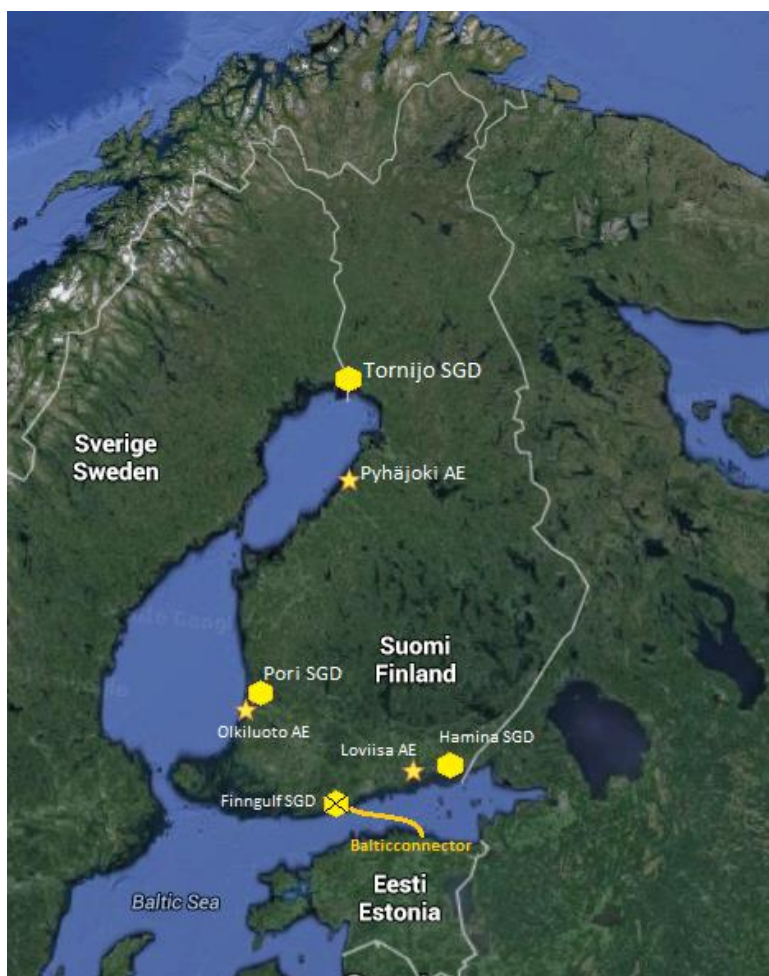 Tornijo SGD
Sverige
Sweden
Pyhäjoki AE
Suomi
Finland
Pori SGD
Olkiluoto AE
Hamina SGD
Loviisa AE
Finngulf SGD
Balticconnector
Eesti
Estonia
Baltic Sea